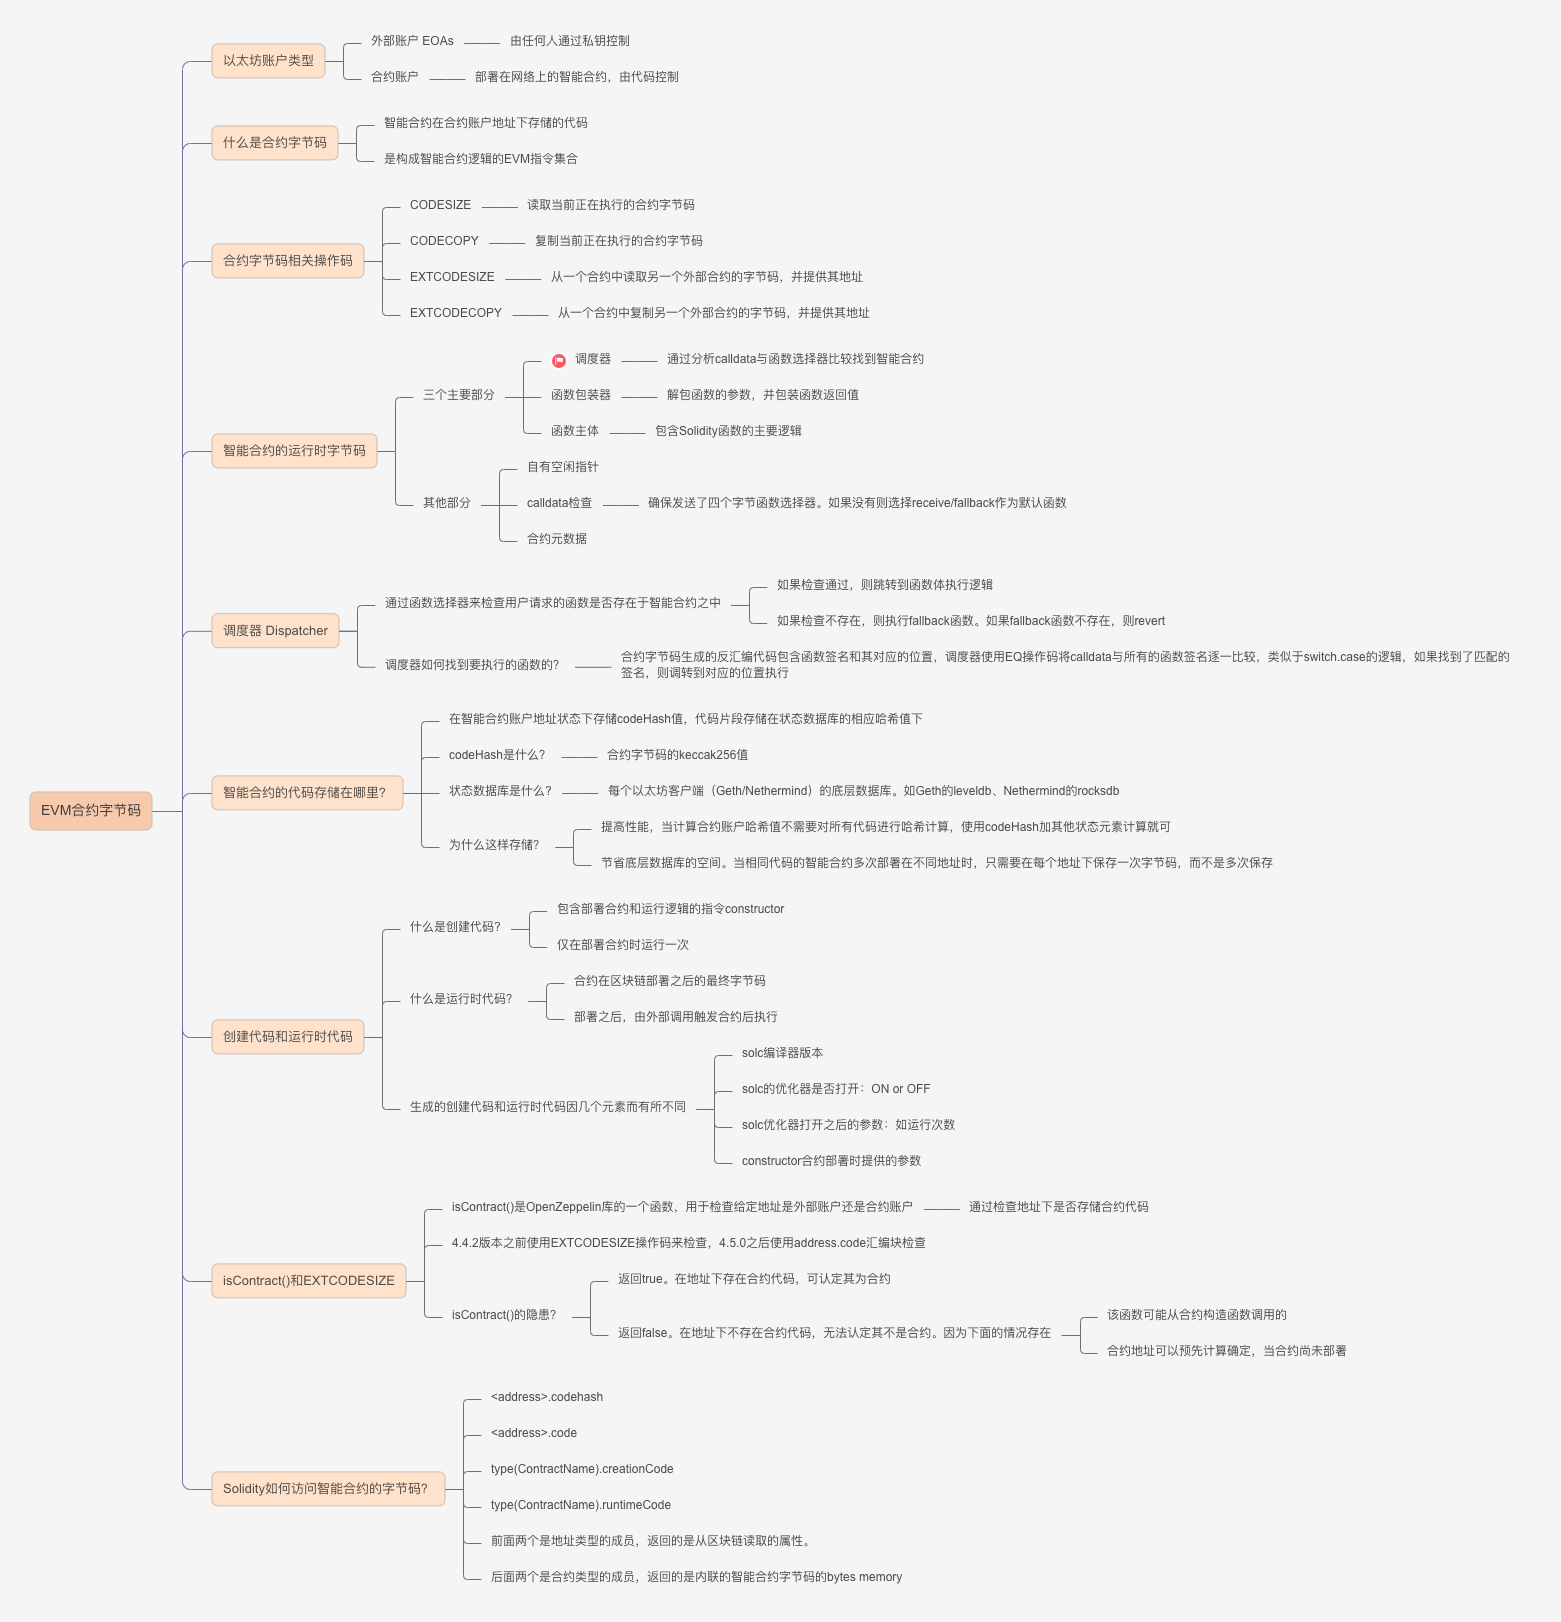 外部账户 EOAs
由任何人通过私钥控制
以太坊账户类型
合约账户
部署在网络上的智能合约，由代码控制
智能合约在合约账户地址下存储的代码
什么是合约字节码
是构成智能合约逻辑的EVM指令集合
CODESIZE
读取当前正在执行的合约字节码
CODECOPY
复制当前正在执行的合约字节码
合约字节码相关操作码
EXTCODESIZE
从一个合约中读取另一个外部合约的字节码，并提供其地址
EXTCODECOPY
从一个合约中复制另一个外部合约的字节码，并提供其地址
调度器
通过分析calldata与函数选择器比较找到智能合约
三个主要部分
函数包装器
解包函数的参数，并包装函数返回值
函数主体
包含Solidity函数的主要逻辑
智能合约的运行时字节码
自有空闲指针
其他部分
calldata检查
确保发送了四个字节函数选择器。如果没有则选择receive/fallback作为默认函数
合约元数据
如果检查通过，则跳转到函数体执行逻辑
通过函数选择器来检查用户请求的函数是否存在于智能合约之中
如果检查不存在，则执行fallback函数。如果fallback函数不存在，则revert
调度器 Dispatcher
调度器如何找到要执行的函数的？
合约字节码生成的反汇编代码包含函数签名和其对应的位置，调度器使用EQ操作码将calldata与所有的函数签名逐一比较，类似于switch.case的逻辑，如果找到了匹配的
签名，则调转到对应的位置执行
在智能合约账户地址状态下存储codeHash值，代码片段存储在状态数据库的相应哈希值下
codeHash是什么？
合约字节码的keccak256值
智能合约的代码存储在哪里？
状态数据库是什么？
每个以太坊客户端（Geth/Nethermind）的底层数据库。如Geth的leveldb、Nethermind的rocksdb
EVM合约字节码
为什么这样存储？
提高性能，当计算合约账户哈希值不需要对所有代码进行哈希计算，使用codeHash加其他状态元素计算就可
节省底层数据库的空间。当相同代码的智能合约多次部署在不同地址时，只需要在每个地址下保存一次字节码，而不是多次保存
什么是创建代码？
包含部署合约和运行逻辑的指令constructor
仅在部署合约时运行一次
什么是运行时代码？
合约在区块链部署之后的最终字节码
部署之后，由外部调用触发合约后执行
创建代码和运行时代码
生成的创建代码和运行时代码因几个元素而有所不同
solc编译器版本
solc的优化器是否打开：ON or OFF
solc优化器打开之后的参数：如运行次数
constructor合约部署时提供的参数
isContract()是OpenZeppelin库的一个函数，用于检查给定地址是外部账户还是合约账户
通过检查地址下是否存储合约代码
4.4.2版本之前使用EXTCODESIZE操作码来检查，4.5.0之后使用address.code汇编块检查
isContract()和EXTCODESIZE
isContract()的隐患？
返回true。在地址下存在合约代码，可认定其为合约
返回false。在地址下不存在合约代码，无法认定其不是合约。因为下面的情况存在
该函数可能从合约构造函数调用的
合约地址可以预先计算确定，当合约尚未部署
<address>.codehash
<address>.code
type(ContractName).creationCode
Solidity如何访问智能合约的字节码？
type(ContractName).runtimeCode
前面两个是地址类型的成员，返回的是从区块链读取的属性。
后面两个是合约类型的成员，返回的是内联的智能合约字节码的bytes memory